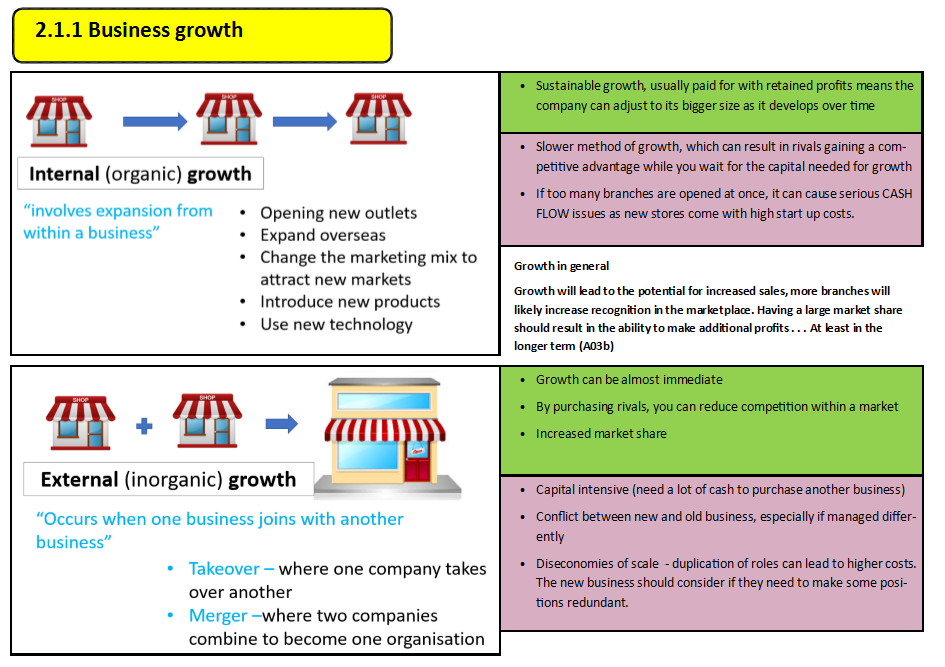 2.1.1 Business growth
SHOP
SHOP
SHOP
Internal (organic) growth
“involves expansion from
within a business”
• Opening new outlets
• Expand overseas
• Change the marketing mix to
attract new markets
• Introduce new products
• Use new technology
• Sustainable growth, usually paid for with retained profits means the
company can adjust to its bigger size as it develops over time
• Slower method of growth, which can result in rivals gaining a com-
petitive advantage while you wait for the capital needed for growth
• If too many branches are opened at once, it can cause serious CASH
FLOW issues as new stores come with high start up costs.
Growth in general
Growth will lead to the potential for increased sales, more branches will
likely increase recognition in the marketplace. Having a large market share
should result in the ability to make additional profits . . . At least in the
longer term (A03b)
SHOP
SHOP
External (inorganic) growth
“Occurs when one business joins with another
business”
• Takeover – where one company takes
over another
• Merger –where two companies
combine to become one organisation
• Growth can be almost immediate
• By purchasing rivals, you can reduce competition within a market
• Increased market share
• Capital intensive (need a lot of cash to purchase another business)
• Conflict between new and old business, especially if managed differ-
ently
• Diseconomies of scale  - duplication of roles can lead to higher costs.
The new business should consider if they need to make some posi-
tions redundant.